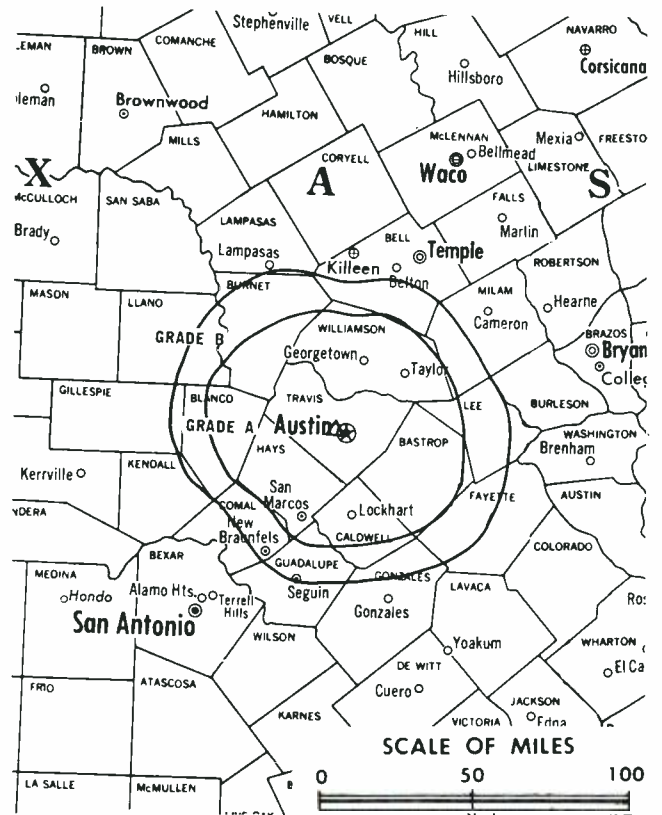 Stephenville
VELL
HILL
NAVARRO
LEMAN
BROWN
COMANCHE
BOSQUE
Corsicana
Hillsboro
Brownwood
HAMILTON
MILLS
McLENNAN
Mexia
FREESTO
Bellmead
CORYELL
Waco
LIMESTONE
X
A
S
McCULLOCH
SAN SABA
FALLS
LAMPASAS
Martin
Brady
BELL
Temple
Lampasas
Killeen
Belton
ROBERTSON
BURNET
MILAM
MASON
LLANO
Hearne
Cameron
WILLIAMSON
GRADE B
BRAZOS
Georgetown
Bryan
Taylor
Colleg
GILLESPIE
BLANCO
TRAVIS
LEE
BURLESON
GRADE A
Austin
WASHINGTON
BASTROP
HAYS
Brenham
KENDALL
Kerrville
San
Marcos
FAYETTE
AUSTIN
COMAL
Lockhart
NDERA
New
Braunfels
CALDWELL
COLORADO
BEXAR
GUADALUPE
MEDINA
GONZALES
LAVACA
Seguin
Hondo
Alamo Hts.
Terrell
Hills
Gonzales
Ros
San Antonio
WILSON
Yoakum
WHARTON
DE WITT
El Ca
FRIO
ATASCOSA
Cuero
KARNES
JACKSON
VICTORIA
Edna
SCALE OF MILES
0 50 100
LA SALLE
McMULLEN